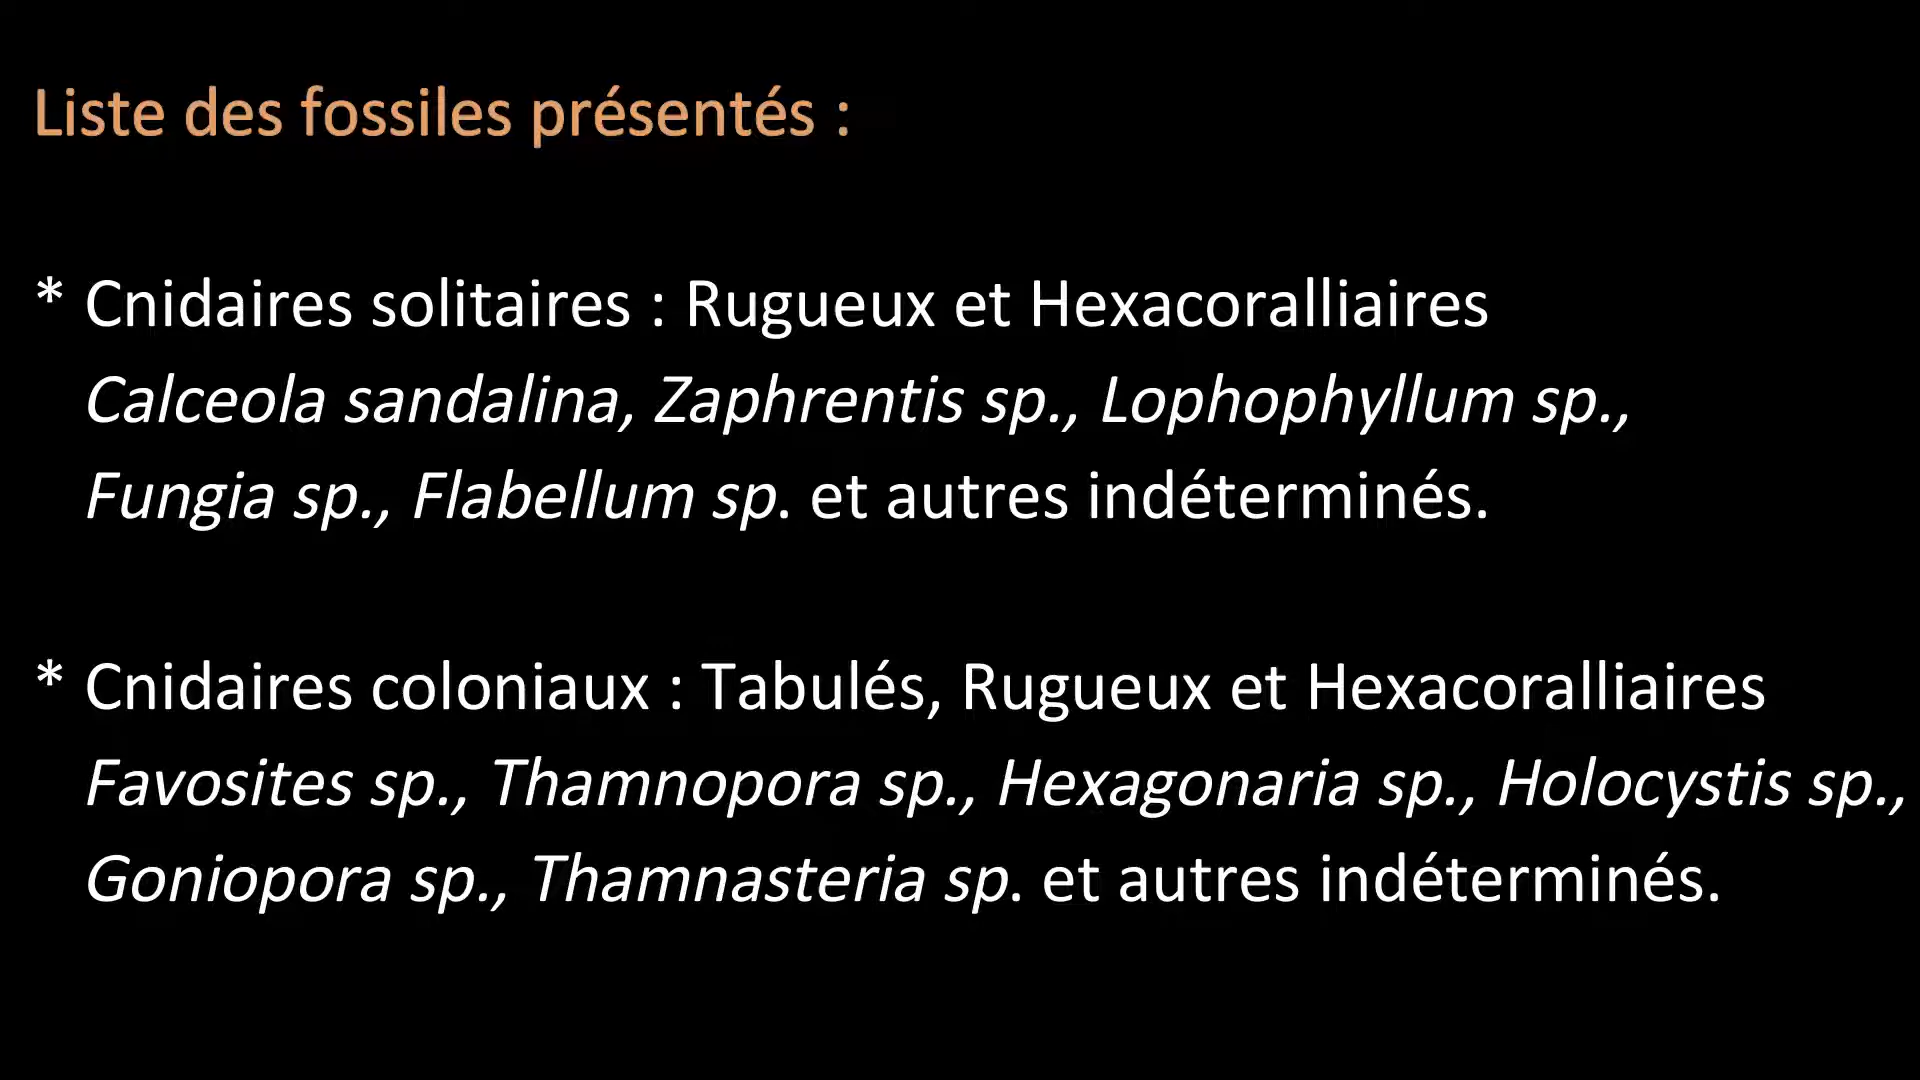 Liste des fossiles présentés :
* Cnidaires solitaires : Rugueux et Hexacoralliaires
Calceola sandalina, Zaphrentis sp., Lophophyllum sp.,
Fungia sp., Flabellum sp. et autres indéterminés.
* Cnidaires coloniaux : Tabulés, Rugueux et Hexacoralliaires
Favosites sp., Thamnopora sp., Hexagonaria sp., Holocystis sp.,
Goniopora sp., Thamnasteria sp. et autres indéterminés.